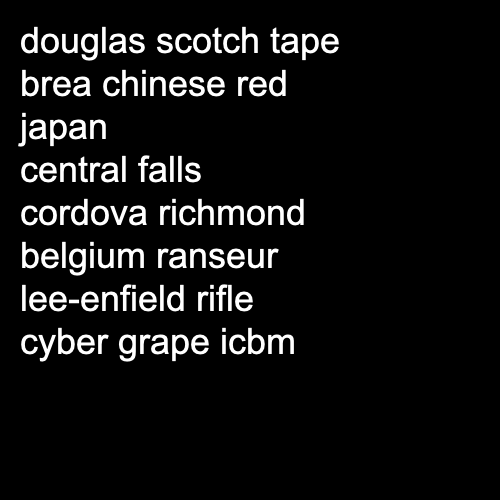 douglas scotch tape
brea chinese red
japan
central falls
cordova richmond
belgium ranseur
lee-enfield rifle
cyber grape icbm